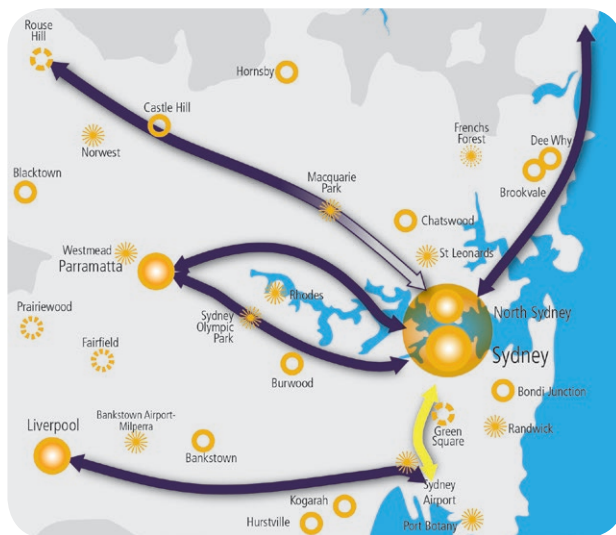 Rouse
Hill
Hornsby
Castle Hill
Norwest
Frenchs
Forest
Dee Why
Brookvale
Blacktown
Macquarie
Park
Chatswood
St Leonards
Westmead
Parramatta
Rhodes
Sydney
Olympic
Park
North Sydney
Sydney
Prairiewood
Fairfield
Burwood
Bondi Junction
Liverpool
Bankstown Airport-
Milperra
Bankstown
Green
Square
Randwick
Sydney
Airport
Kogarah
Hurstville
Port Botany